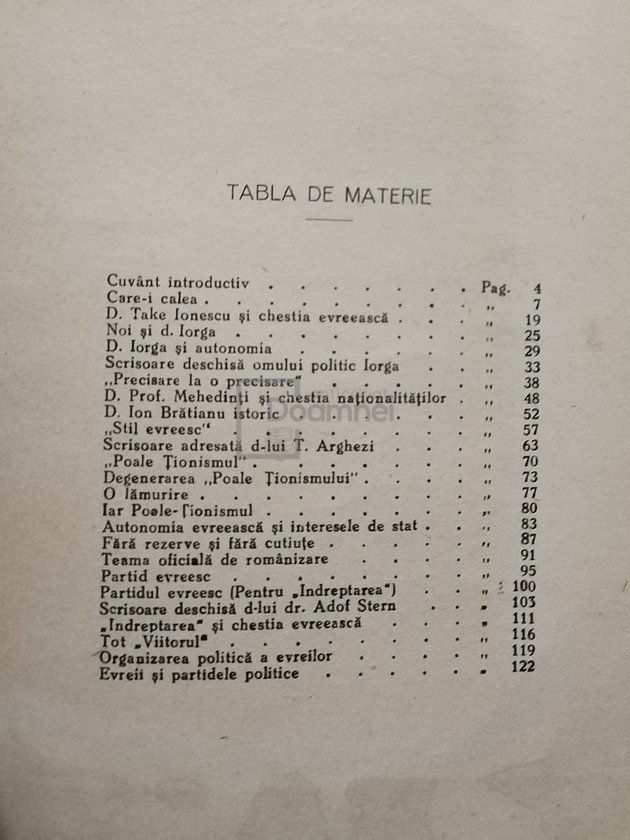 TABLA DE MATERIE
Cuvânt introductiv . . . . . . . Pag. 4
Care-i calea . . . . . . . . . „ 7
D. Take Ionescu și chestia evreească . . . „ 19
Noi și d. Iorga . . . . . . . . „ 25
D. Iorga și autonomia . . . . . . . „ 29
Scrisoare deschisă omului politic Iorga . . . „ 33
„Precisare la o precisare“ . . . . . . „ 38
D. Prof. Mehedinți și chestia naționalităților . . „ 48
D. Ion Brătianu istoric . . . . . . „ 52
„Stil evreesc“ . . . . . . . . „ 57
Scrisoare adresată d-lui T. Arghezi . . . . „ 63
„Poale Ționismul“ . . . . . . . . „ 70
Degenerarea „Poale Ționismului“ . . . . . „ 73
O lămurire . . . . . . . . . „ 77
Iar Poale-Ționismul . . . . . . . „ 80
Autonomia evreească și interesele de stat . . . „ 83
Fără rezerve și fără cutiuțe . . . . . „ 87
Teama oficială de românizare . . . . . „ 91
Partid evreesc . . . . . . . . „ 95
Partidul evreesc (Pentru „Indreptarea“) . . . „ 100
Scrisoare deschisă d-lui dr. Adof Stern . . . „ 103
„Indreptarea“ și chestia evreească . . . . „ 111
Tot „Viitorul“ . . . . . . . . „ 116
Organizarea politică a evreilor . . . . . „ 119
Evreii și partidele politice . . . . . . „ 122